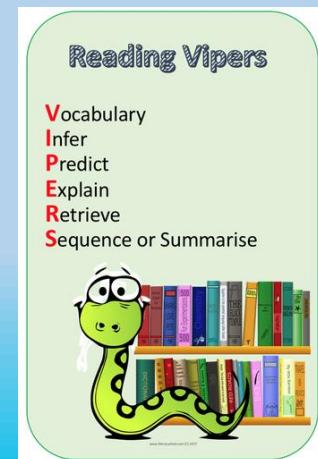 Reading Vipers
Vocabulary
Infer
Predict
Explain
Retrieve
Sequence or Summarise